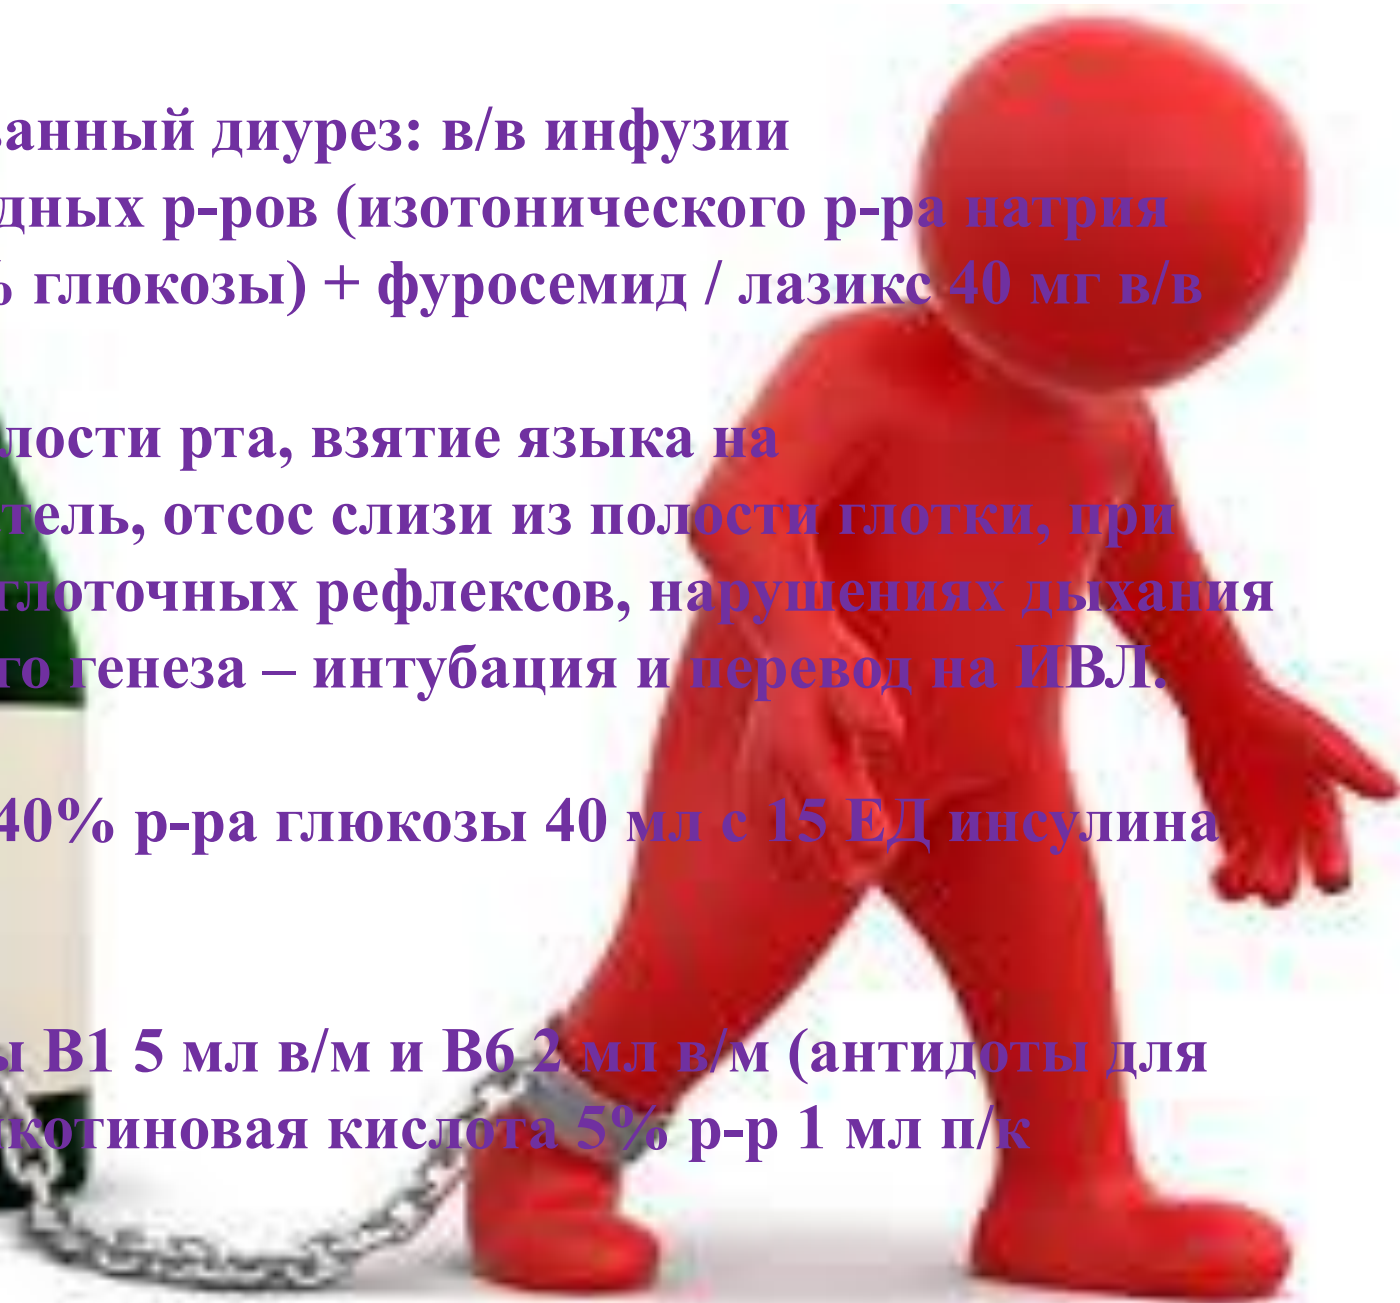 ванный диурез: в/в инфузии
дных р-ров (изотонического р-ра натрия
% глюкозы) + фуросемид / лазикс 40 мг в/в
лости рта, взятие языка на
тель, отсос слизи из полости глотки, при
глоточных рефлексов, нарушениях дыхания
го генеза – интубация и перевод на ИВЛ.
40% р-ра глюкозы 40 мл с 15 ЕД инсулина
ы В1 5 мл в/м и В6 2 мл в/м (антидоты для
икотиновая кислота 5% р-р 1 мл п/к